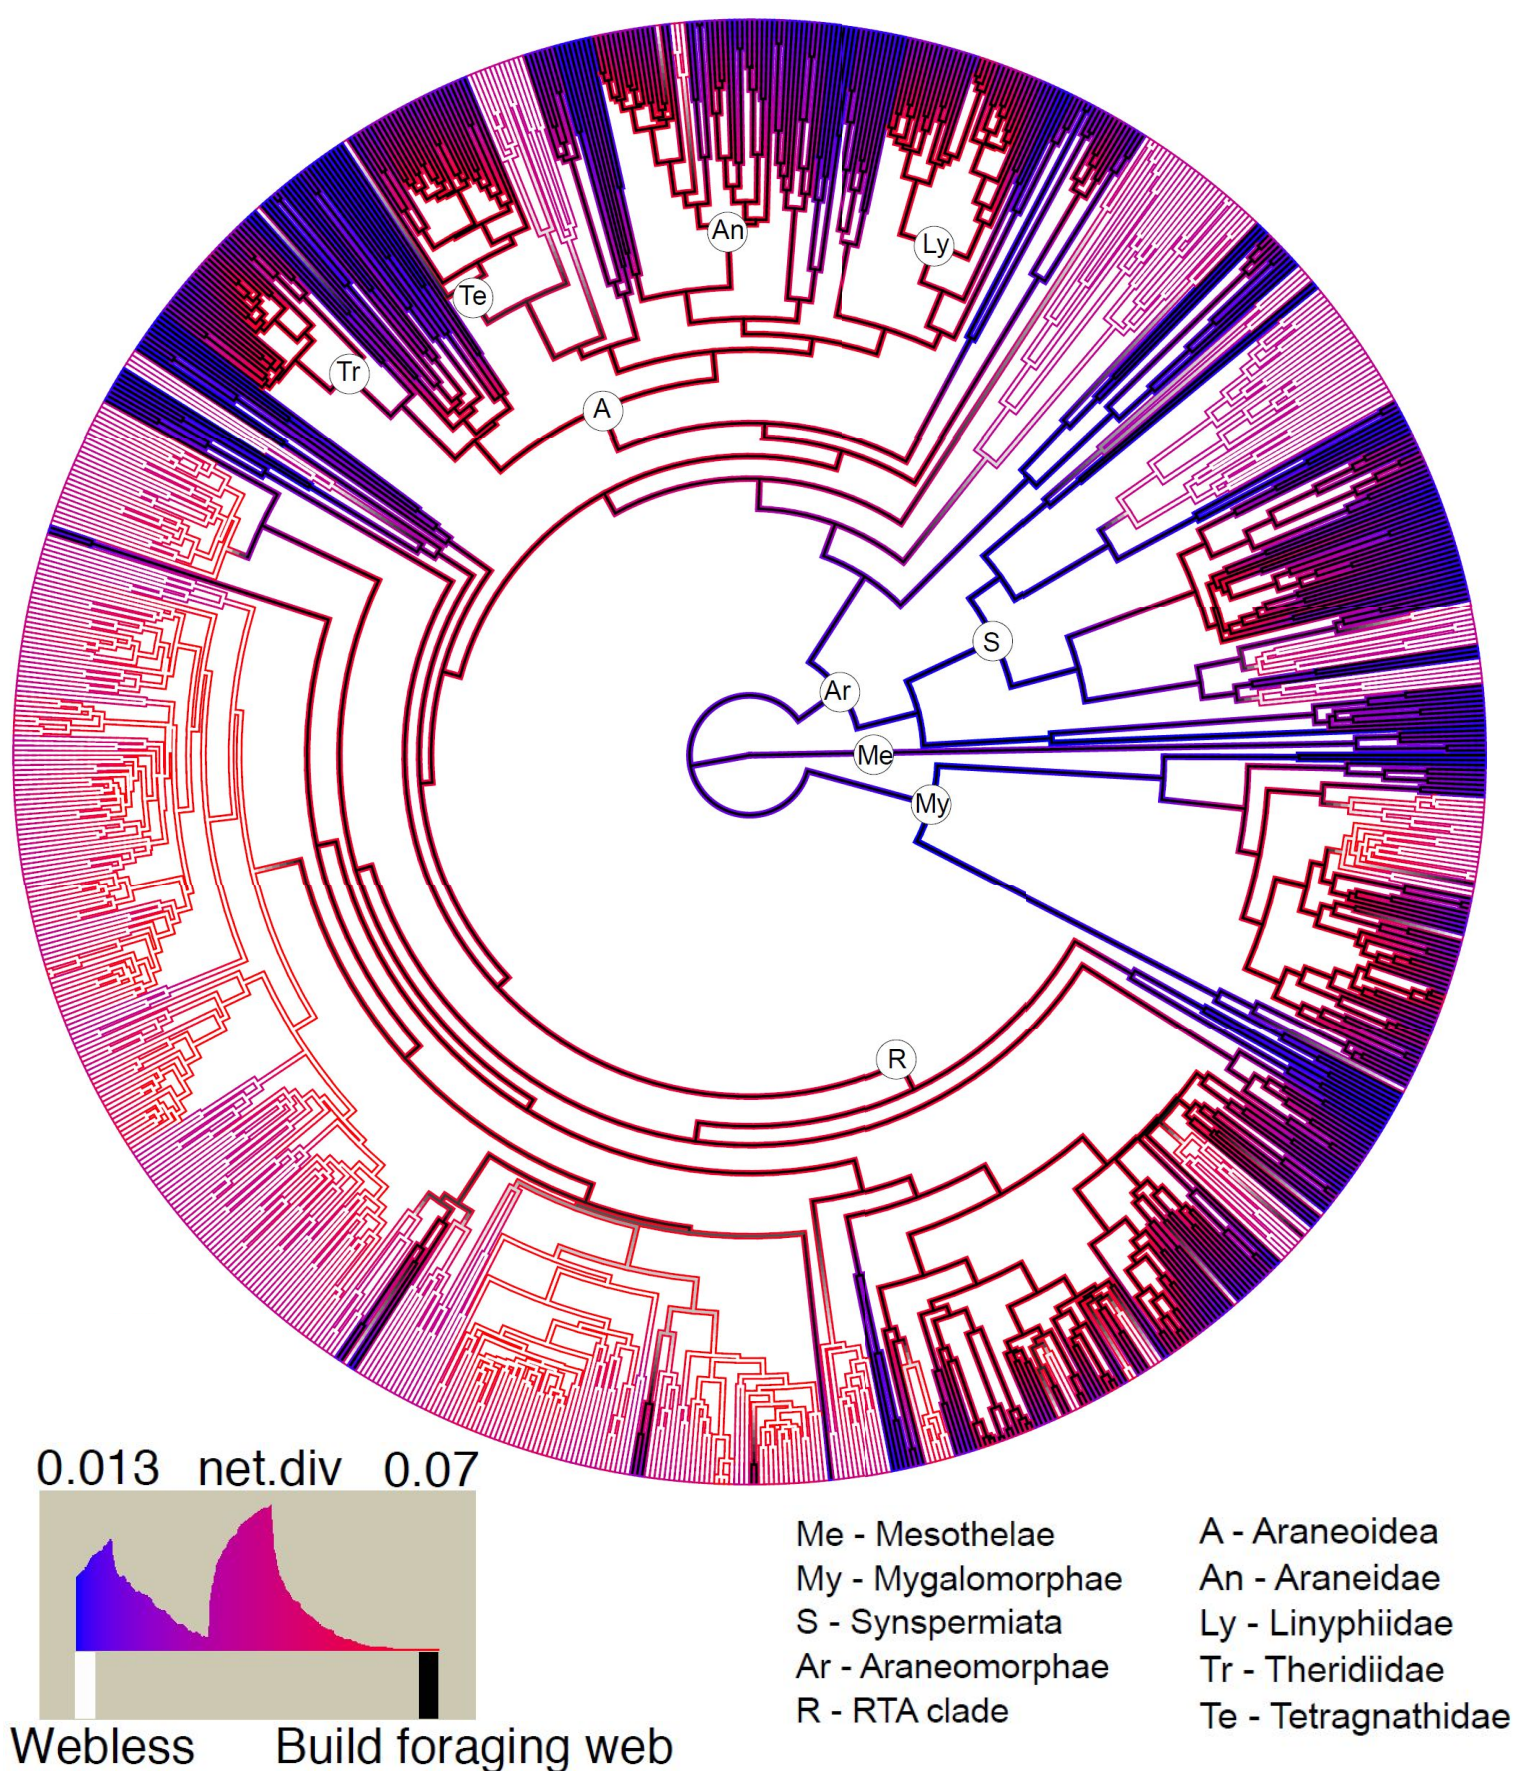 An
Ly
Te
Tr
A
S
Ar
Me
My
R
0.013 net.div 0.07
Webless Build foraging web
Me - Mesothelae
My - Mygalomorphae
S - Synspermiata
Ar - Araneomorphae
R - RTA clade
A - Araneoidea
An - Araneidae
Ly - Linyphiidae
Tr - Theridiidae
Te - Tetragnathidae